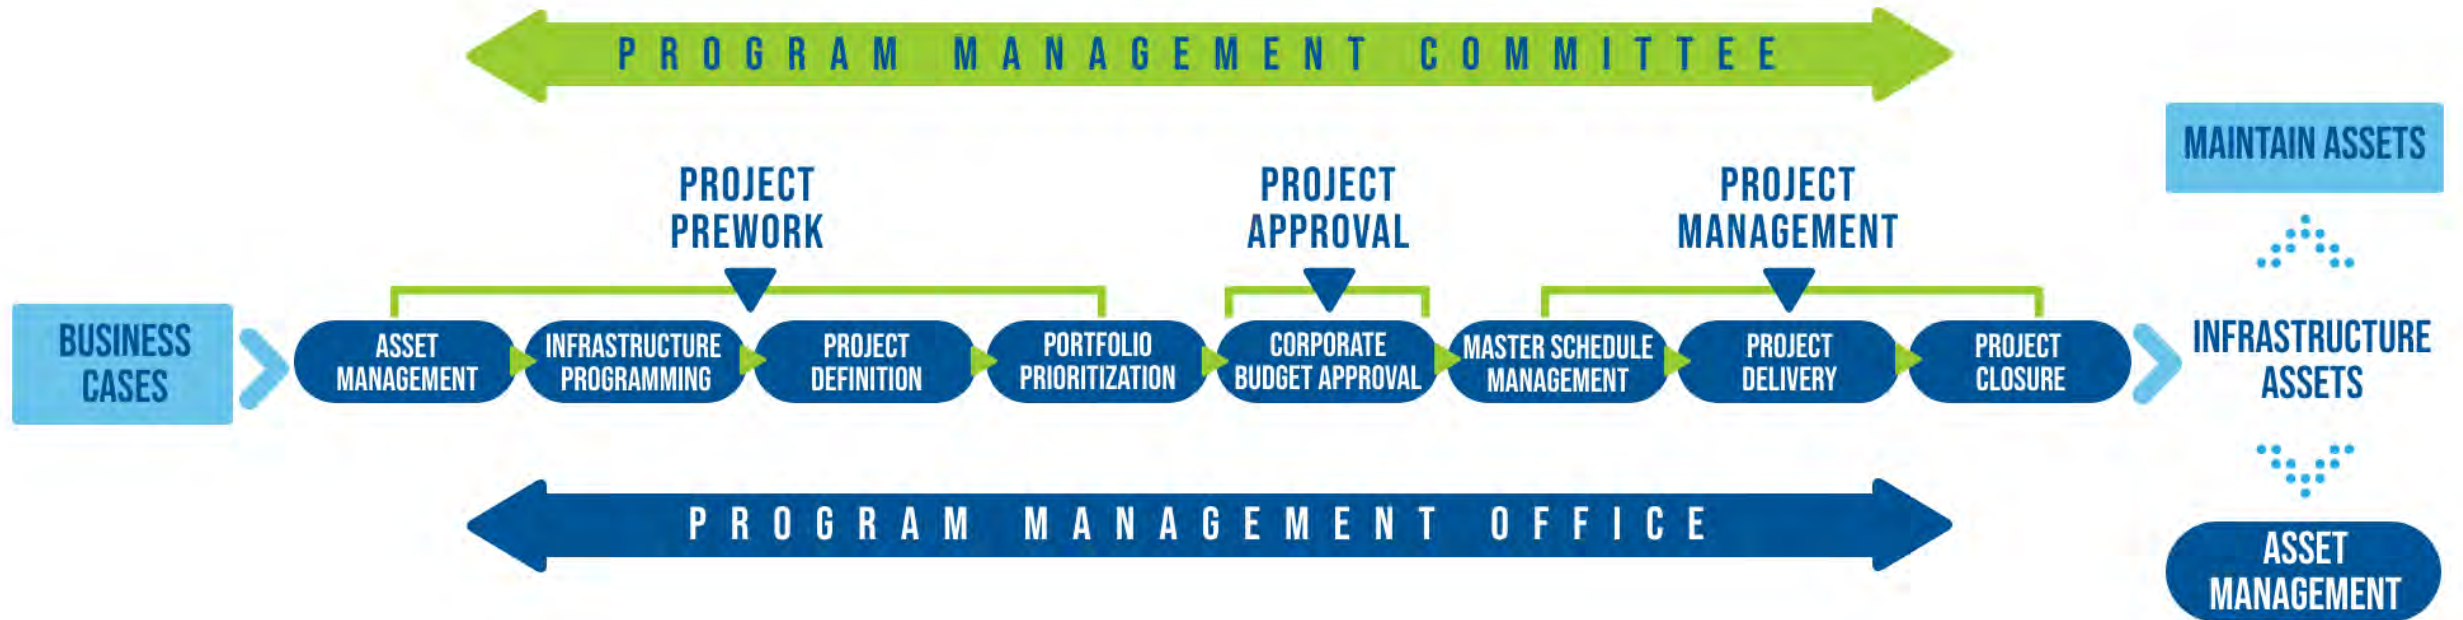 PROGRAM MANAGEMENT COMMITTEE
MAINTAIN ASSETS
PROJECT
PREWORK
PROJECT
APPROVAL
PROJECT
MANAGEMENT
BUSINESS
CASES
ASSET
MANAGEMENT
INFRASTRUCTURE
PROGRAMMING
PROJECT
DEFINITION
PORTFOLIO
PRIORITIZATION
CORPORATE
BUDGET APPROVAL
MASTER SCHEDULE
MANAGEMENT
PROJECT
DELIVERY
PROJECT
CLOSURE
INFRASTRUCTURE
ASSETS
PROGRAM MANAGEMENT OFFICE
ASSET
MANAGEMENT